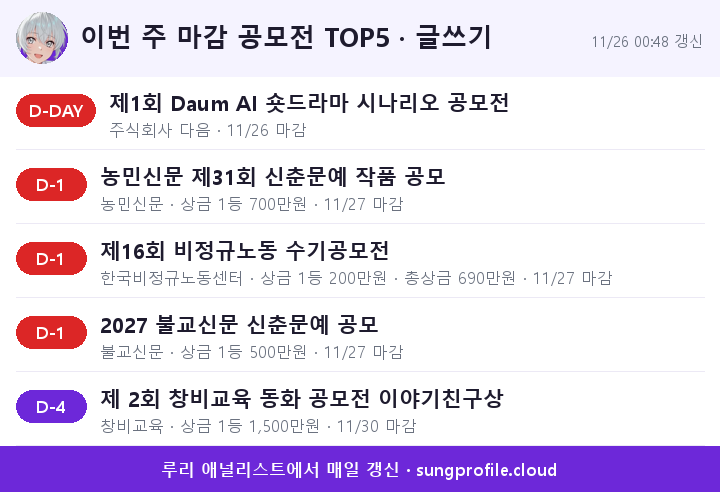 이번 주 마감 공모전 TOP5 · 글쓰기
11/26 00:48 갱신
D-DAY
제1회 Daum AI 숏드라마 시나리오 공모전
주식회사 다음 · 11/26 마감
D-1
농민신문 제31회 신춘문예 작품 공모
농민신문 · 상금 1등 700만원 · 11/27 마감
D-1
제16회 비정규노동 수기공모전
한국비정규노동센터 · 상금 1등 200만원 · 총상금 690만원 · 11/27 마감
D-1
2027 불교신문 신춘문예 공모
불교신문 · 상금 1등 500만원 · 11/27 마감
D-4
제 2회 창비교육 동화 공모전 이야기친구상
창비교육 · 상금 1등 1,500만원 · 11/30 마감
루리 애널리스트에서 매일 갱신 · sungprofile.cloud